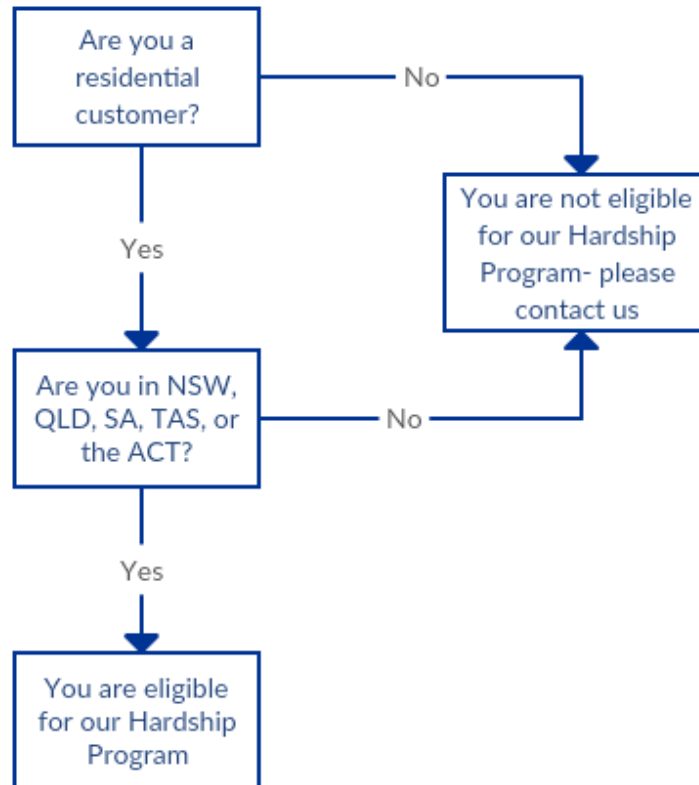 Are you a
residential
customer?
No
You are not eligible
for our Hardship
Program- please
contact us
Yes
Are you in NSW,
QLD, SA, TAS, or
the ACT?
No
Yes
You are eligible
for our Hardship
Program